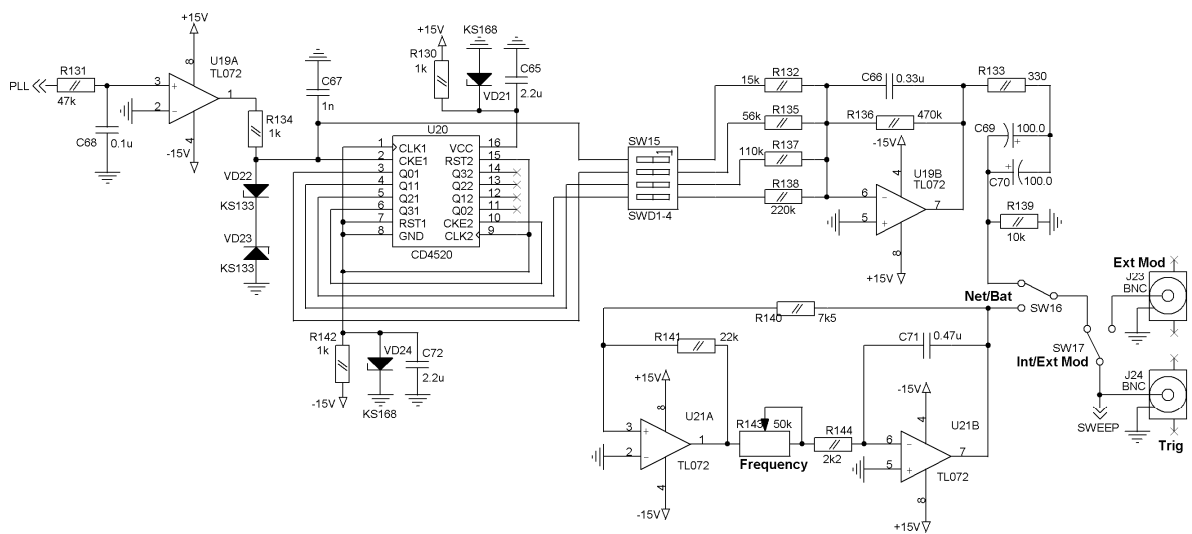 PLL
R131
47k
C68
0.1u
+15V
8
U19A
TL072
3
+
2
-
1
4
-15V
R134
1k
VD22
KS133
VD23
KS133
C67
1n
+15V
R130
1k
KS168
VD21
C65
2.2u
U20
1 CLK1 VCC 16
2 CKE1 RST2 15
3 Q01 Q32 14
4 Q11 Q22 13
5 Q21 Q12 12
6 Q31 Q02 11
7 RST1 CKE2 10
8 GND CLK2 9
CD4520
R142
1k
-15V
VD24
KS168
C72
2.2u
SW15
1
SWD1-4
15k R132
56k R135
110k R137
R138
220k
C66 0.33u
R136 470k
-15V
4
U19B
TL072
6
-
5
+
7
8
+15V
R133
330
C69 100.0
+
+
C70 100.0
R139
10k
Net/Bat
SW16
Ext Mod
J23
BNC
SW17
Int/Ext Mod
J24
BNC
SWEEP
Trig
R140 7k5
R141 22k
+15V
8
U21A
3
+
2
-
1
TL072
4
-15V
R143 50k
Frequency
R144
2k2
C71 0.47u
-15V
4
U21B
6
-
5
+
7
TL072
8
+15V